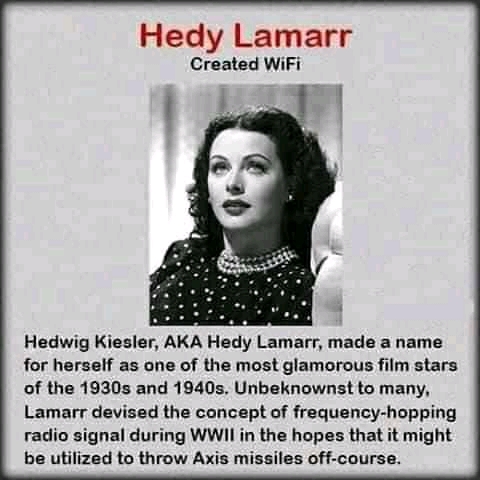 Hedy Lamarr
Created WiFi
Hedwig Kiesler, AKA Hedy Lamarr, made a name
for herself as one of the most glamorous film stars
of the 1930s and 1940s. Unbeknownst to many,
Lamarr devised the concept of frequency-hopping
radio signal during WWII in the hopes that it might
be utilized to throw Axis missiles off-course.